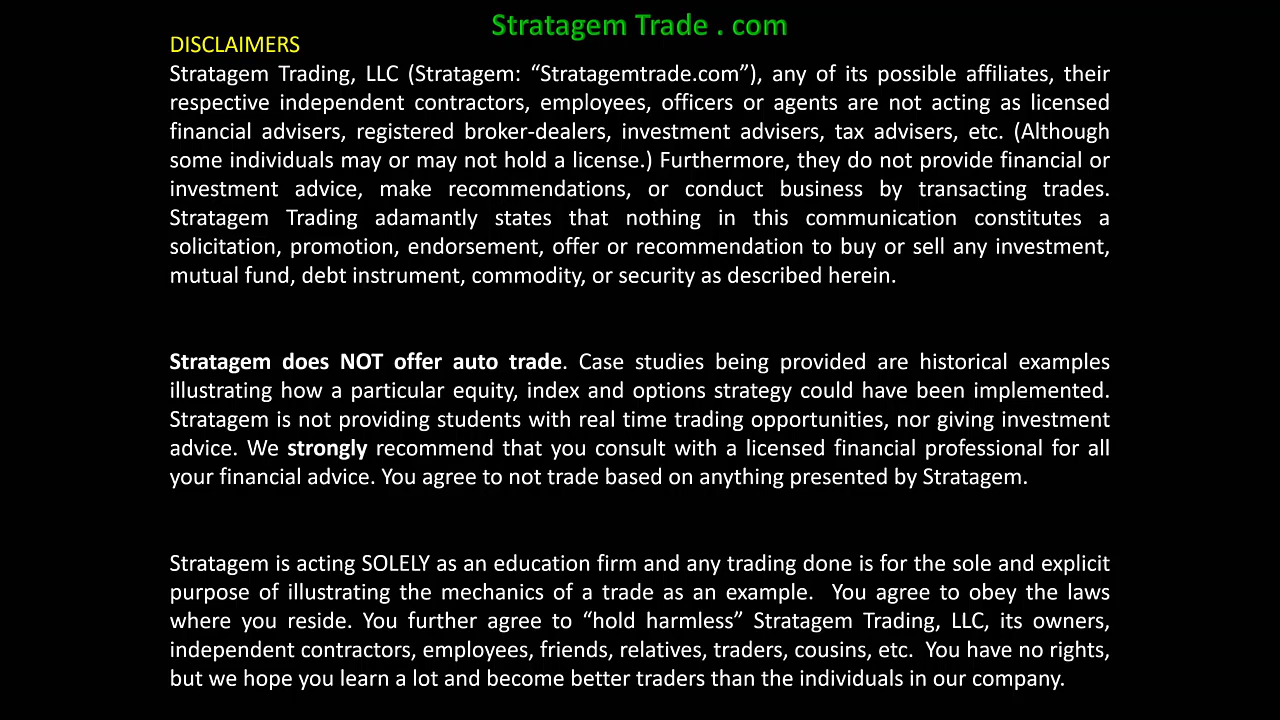 Stratagem Trade . com
DISCLAIMERS
Stratagem Trading, LLC (Stratagem: “Stratagemtrade.com”), any of its possible affiliates, their
respective independent contractors, employees, officers or agents are not acting as licensed
financial advisers, registered broker-dealers, investment advisers, tax advisers, etc. (Although
some individuals may or may not hold a license.) Furthermore, they do not provide financial or
investment advice, make recommendations, or conduct business by transacting trades.
Stratagem Trading adamantly states that nothing in this communication constitutes a
solicitation, promotion, endorsement, offer or recommendation to buy or sell any investment,
mutual fund, debt instrument, commodity, or security as described herein.
Stratagem does NOT offer auto trade. Case studies being provided are historical examples
illustrating how a particular equity, index and options strategy could have been implemented.
Stratagem is not providing students with real time trading opportunities, nor giving investment
advice. We strongly recommend that you consult with a licensed financial professional for all
your financial advice. You agree to not trade based on anything presented by Stratagem.
Stratagem is acting SOLELY as an education firm and any trading done is for the sole and explicit
purpose of illustrating the mechanics of a trade as an example.  You agree to obey the laws
where you reside. You further agree to “hold harmless” Stratagem Trading, LLC, its owners,
independent contractors, employees, friends, relatives, traders, cousins, etc.  You have no rights,
but we hope you learn a lot and become better traders than the individuals in our company.